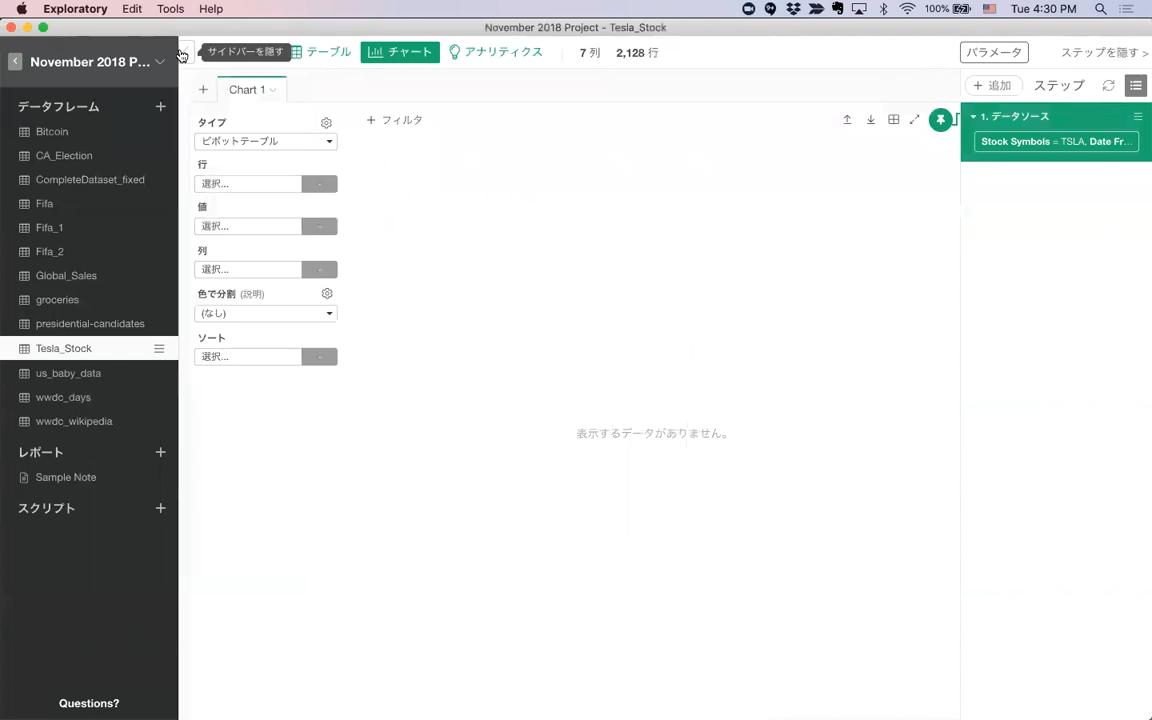 Exploratory Edit Tools Help 100% Tue 4:30 PM
November 2018 Project - Tesla_Stock
November 2018 P...
サイドバーを隠す
テーブル
チャート
アナリティクス
7 列 2,128 行
パラメータ
ステップを隠す >
データフレーム
Bitcoin
CA_Election
CompleteDataset_fixed
Fifa
Fifa_1
Fifa_2
Global_Sales
groceries
presidential-candidates
Tesla_Stock
us_baby_data
wwdc_days
wwdc_wikipedia
レポート
Sample Note
スクリプト
Questions?
+ Chart 1
タイプ
ピボットテーブル
行
選択...
値
選択...
列
選択...
色で分割 (説明)
(なし)
ソート
選択...
+ フィルタ
表示するデータがありません。
+ 追加 ステップ
1. データソース
Stock Symbols = TSLA, Date Fr...